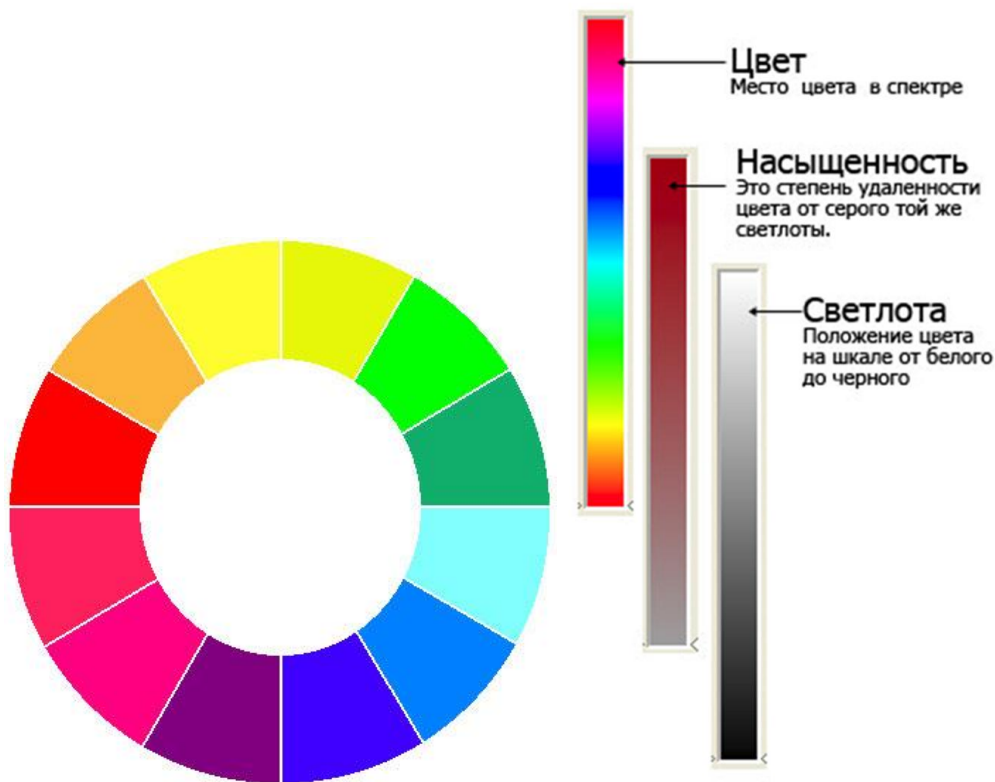 Цвет
Место цвета в спектре
Насыщенность
Это степень удаленности
цвета от серого той же
светлоты.
Светлота
Положение цвета
на шкале от белого
до черного